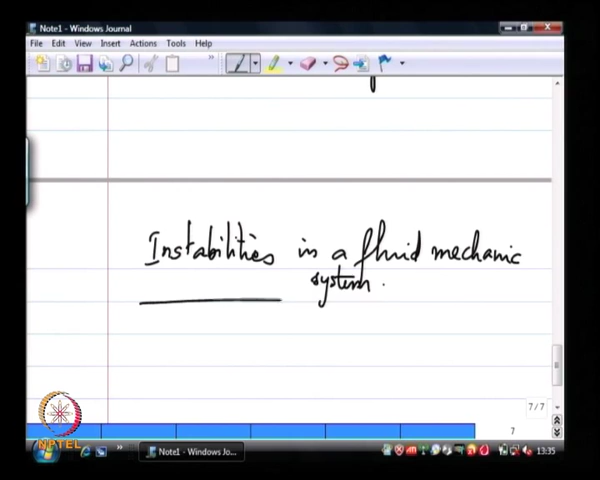 Note1 - Windows Journal
File Edit View Insert Actions Tools Help
Instabilities in a fluid mechanic
system.
7/7
7
NPTEL
Note1 - Windows Jo...
13:35